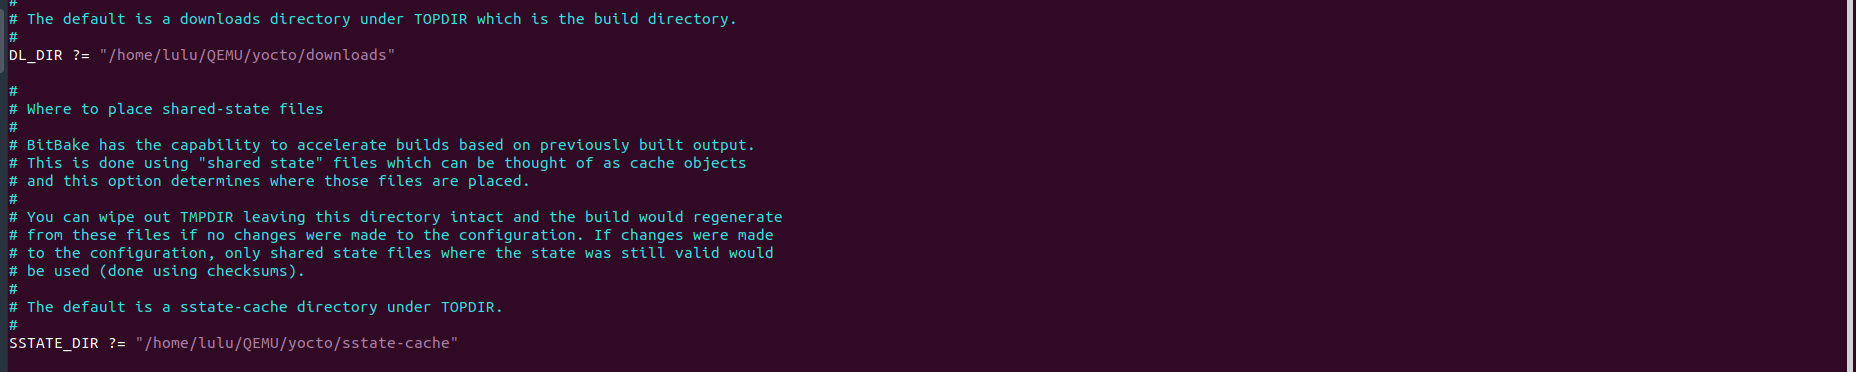 #
# The default is a downloads directory under TOPDIR which is the build directory.
#
DL_DIR ?= "/home/lulu/QEMU/yocto/downloads"
#
# Where to place shared-state files
#
# BitBake has the capability to accelerate builds based on previously built output.
# This is done using "shared state" files which can be thought of as cache objects
# and this option determines where those files are placed.
#
# You can wipe out TMPDIR leaving this directory intact and the build would regenerate
# from these files if no changes were made to the configuration. If changes were made
# to the configuration, only shared state files where the state was still valid would
# be used (done using checksums).
#
# The default is a sstate-cache directory under TOPDIR.
#
SSTATE_DIR ?= "/home/lulu/QEMU/yocto/sstate-cache"